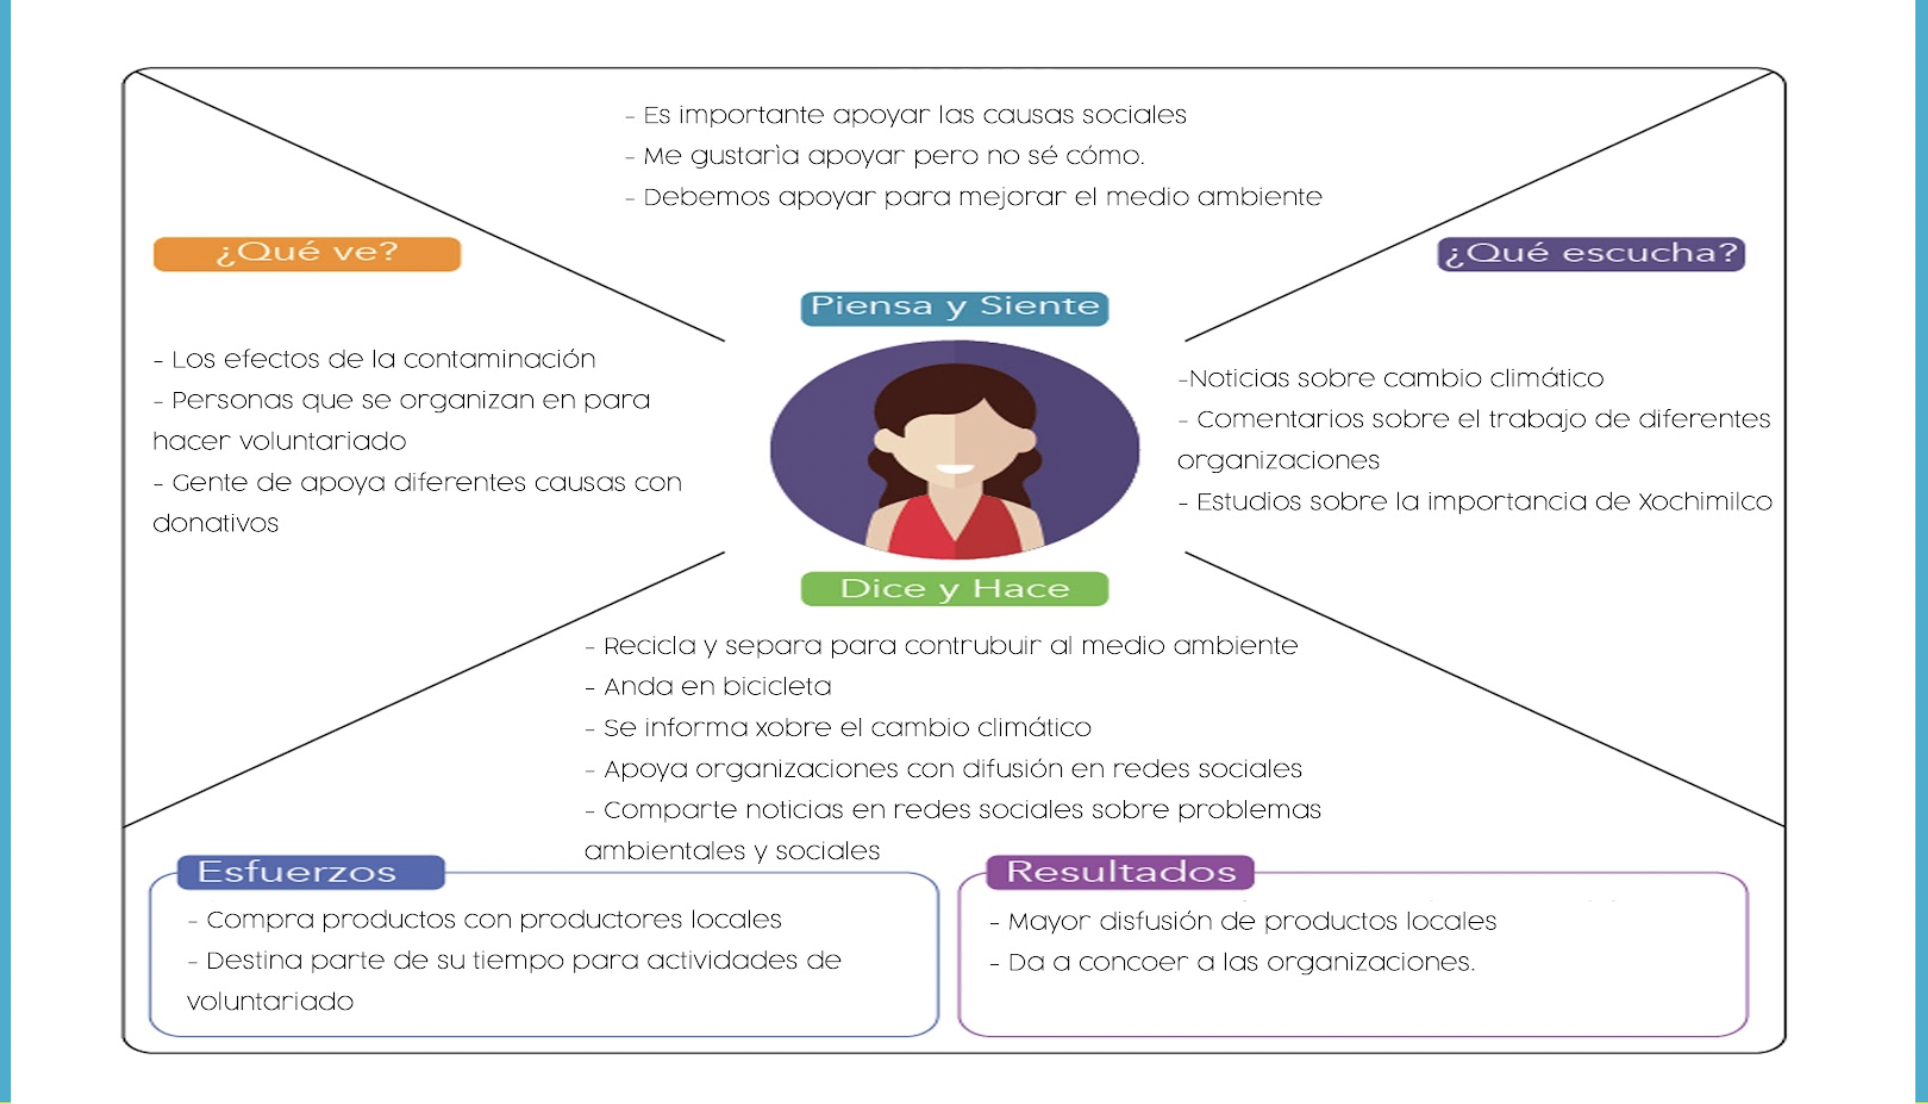 - Es importante apoyar las causas sociales
- Me gustarìa apoyar pero no sé cómo.
- Debemos apoyar para mejorar el medio ambiente
¿Qué ve?
- Los efectos de la contaminación
- Personas que se organizan en para
hacer voluntariado
- Gente de apoya diferentes causas con
donativos
Piensa y Siente
¿Qué escucha?
-Noticias sobre cambio climático
- Comentarios sobre el trabajo de diferentes
organizaciones
- Estudios sobre la importancia de Xochimilco
Dice y Hace
- Recicla y separa para contrubuir al medio ambiente
- Anda en bicicleta
- Se informa xobre el cambio climático
- Apoya organizaciones con difusión en redes sociales
- Comparte noticias en redes sociales sobre problemas
ambientales y sociales
Esfuerzos
- Compra productos con productores locales
- Destina parte de su tiempo para actividades de
voluntariado
Resultados
- Mayor disfusión de productos locales
- Da a concoer a las organizaciones.